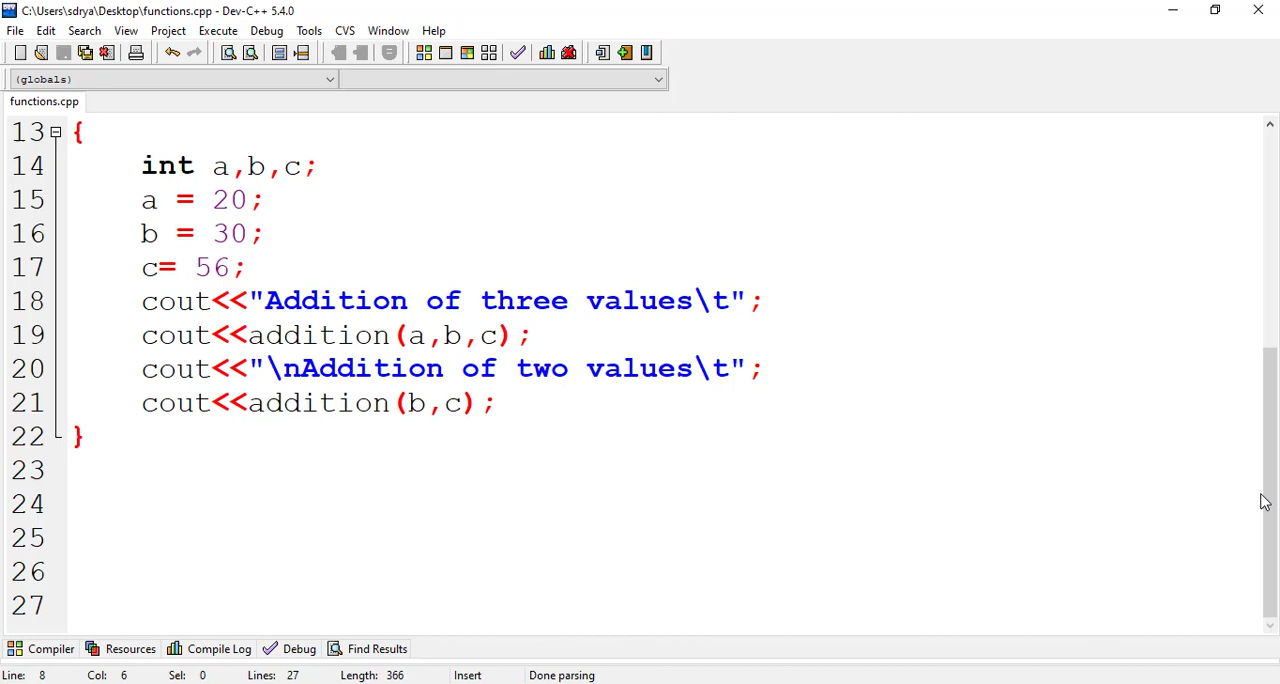 C:\Users\sdrya\Desktop\functions.cpp - Dev-C++ 5.4.0
File Edit Search View Project Execute Debug Tools CVS Window Help
(globals)
functions.cpp
13 {
14 int a,b,c;
15 a = 20;
16 b = 30;
17 c= 56;
18 cout<<"Addition of three values\t";
19 cout<<addition(a,b,c);
20 cout<<"\nAddition of two values\t";
21 cout<<addition(b,c);
22 }
23
24
25
26
27
Compiler Resources Compile Log Debug Find Results
Line: 8 Col: 6 Sel: 0 Lines: 27 Length: 366 Insert Done parsing